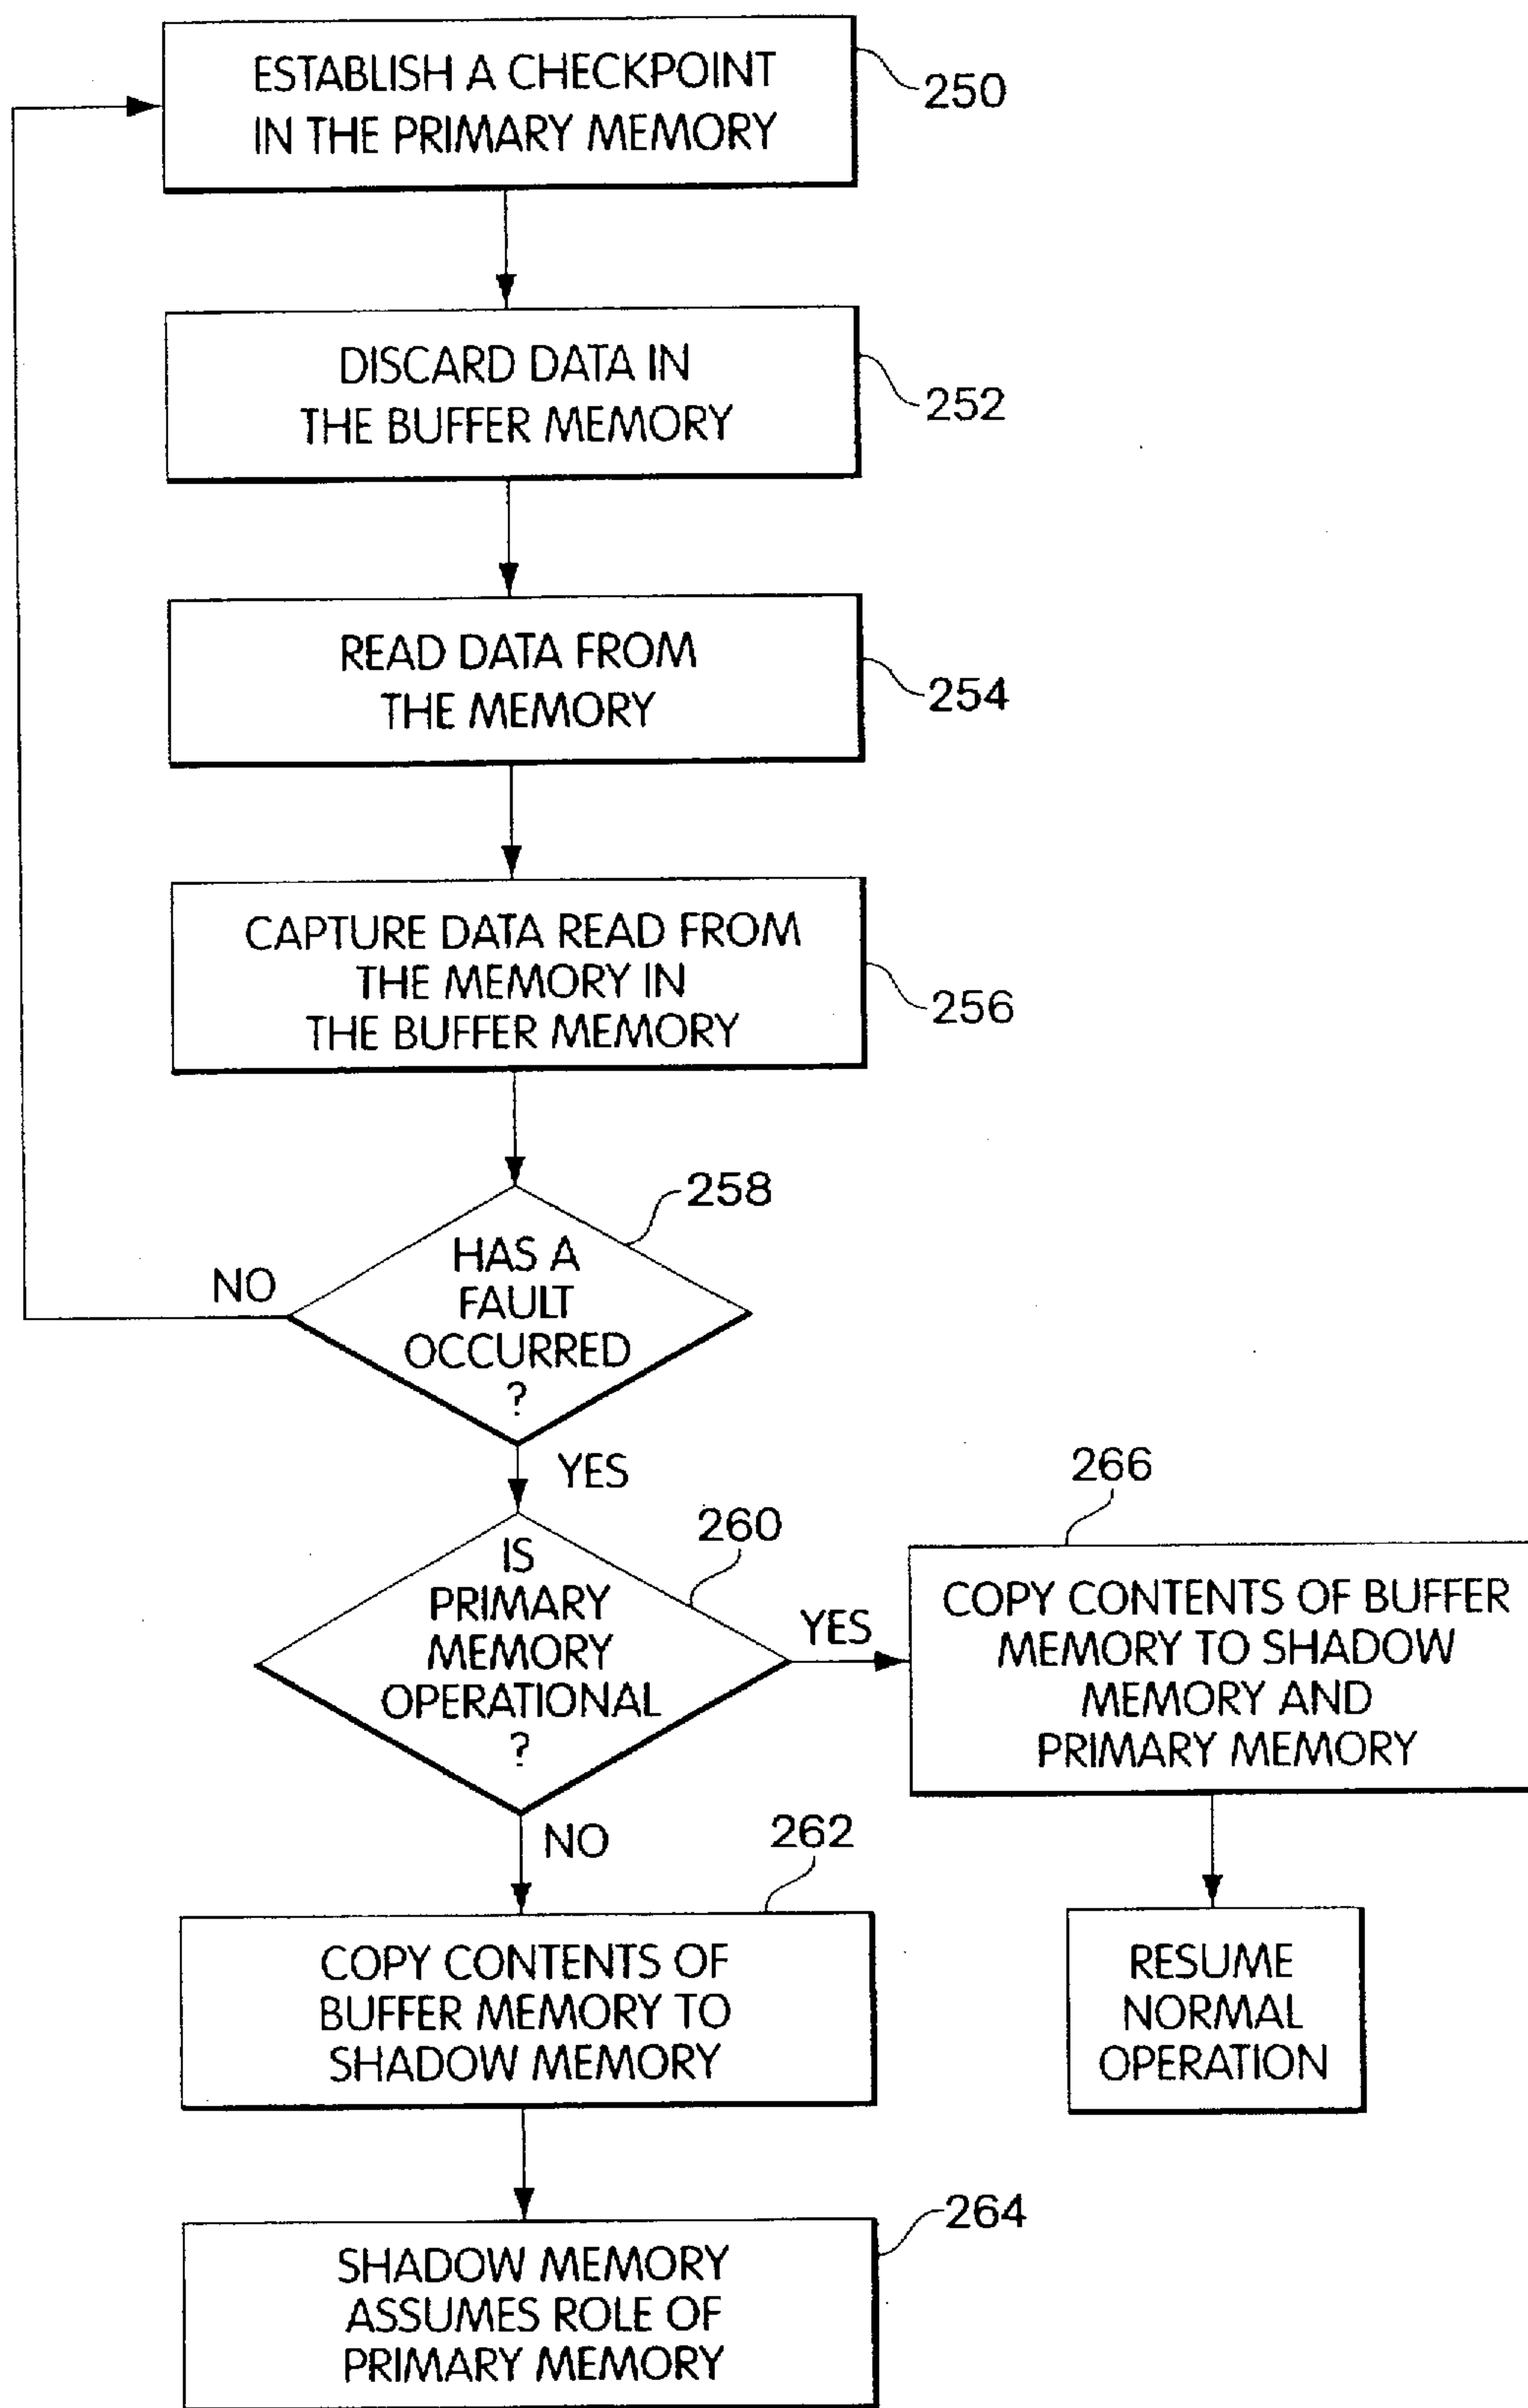 ESTABLISH A CHECKPOINT
IN THE PRIMARY MEMORY
250
DISCARD DATA IN
THE BUFFER MEMORY
252
READ DATA FROM
THE MEMORY
254
CAPTURE DATA READ FROM
THE MEMORY IN
THE BUFFER MEMORY
256
258
HAS A
FAULT
OCCURRED
?
NO
YES
260
IS
PRIMARY
MEMORY
OPERATIONAL
?
YES
266
COPY CONTENTS OF BUFFER
MEMORY TO SHADOW
MEMORY AND
PRIMARY MEMORY
NO
262
COPY CONTENTS OF
BUFFER MEMORY TO
SHADOW MEMORY
RESUME
NORMAL
OPERATION
264
SHADOW MEMORY
ASSUMES ROLE OF
PRIMARY MEMORY